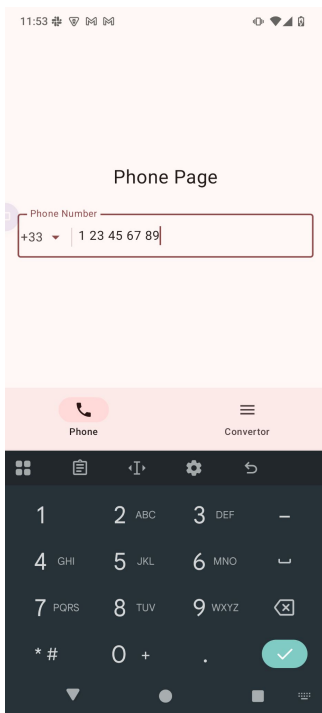 11:53
Phone Page
Phone Number
+33 1 23 45 67 89
Phone
Convertor
1 2 ABC 3 DEF –
4 GHI 5 JKL 6 MNO
7 PQRS 8 TUV 9 WXYZ
* # 0 + .